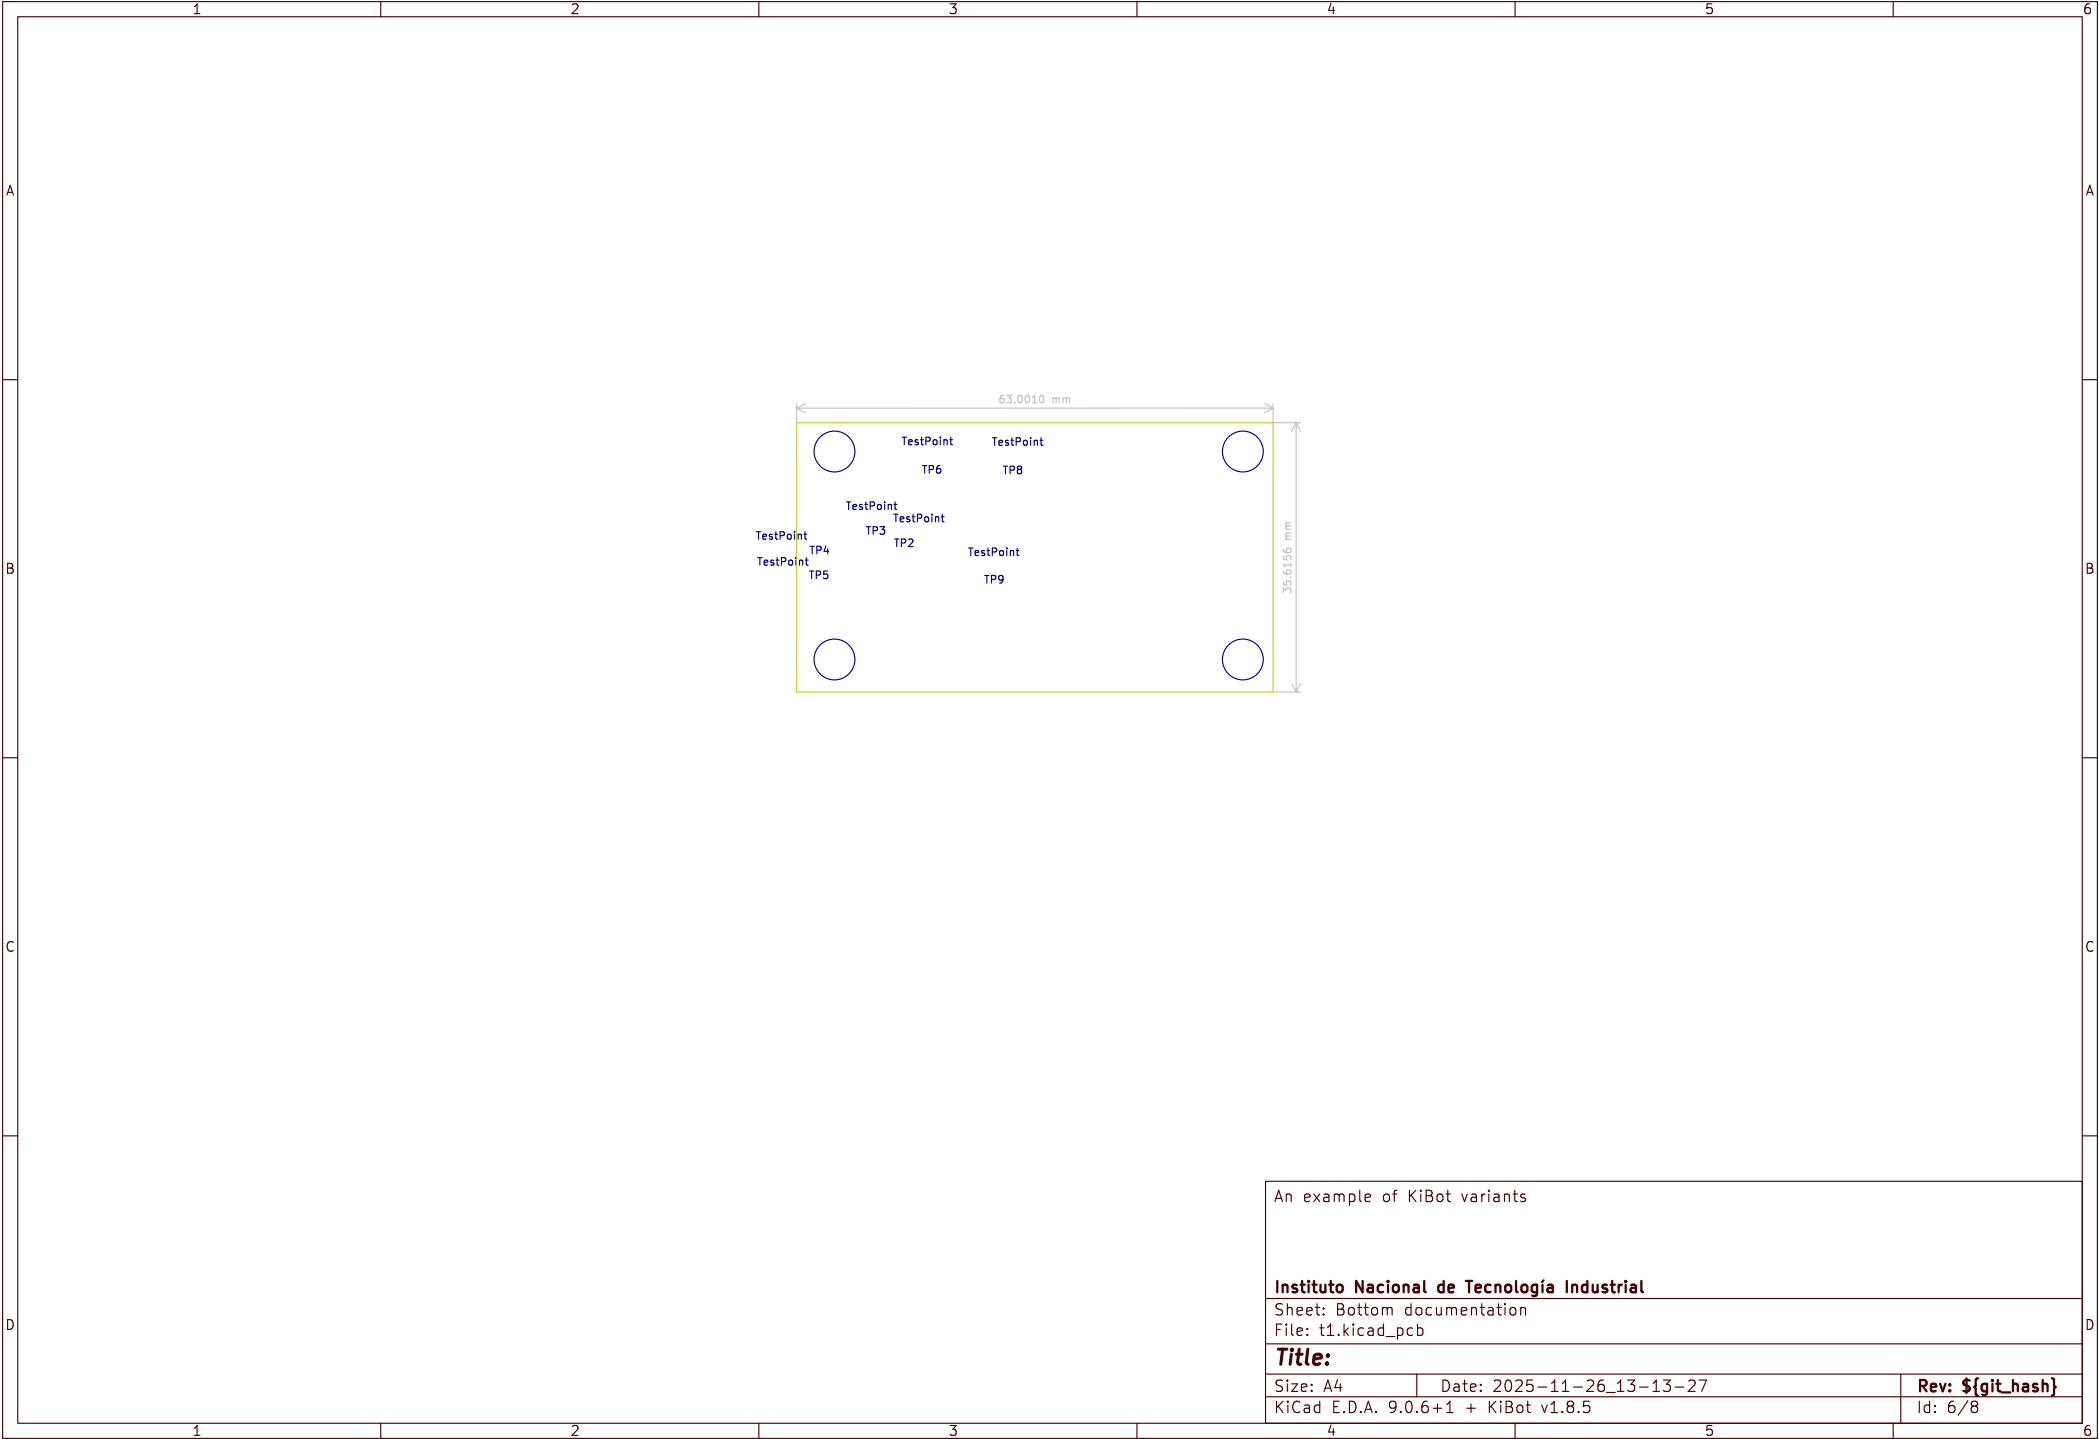 1 2 3 4 5 6
A A
63.0010 mm
TestPoint TestPoint
TP6 TP8
TestPoint
TestPoint
TP3
TestPoint
TP2
TP4
TestPoint
TestPoint
TP5
TP9
35.6156 mm
B B
C C
An example of KiBot variants
Instituto Nacional de Tecnología Industrial
Sheet: Bottom documentation
File: t1.kicad_pcb
D D
Title:
Size: A4 Date: 2025-11-26_13-13-27 Rev: ${git_hash}
KiCad E.D.A. 9.0.6+1 + KiBot v1.8.5 Id: 6/8
1 2 3 4 5 6